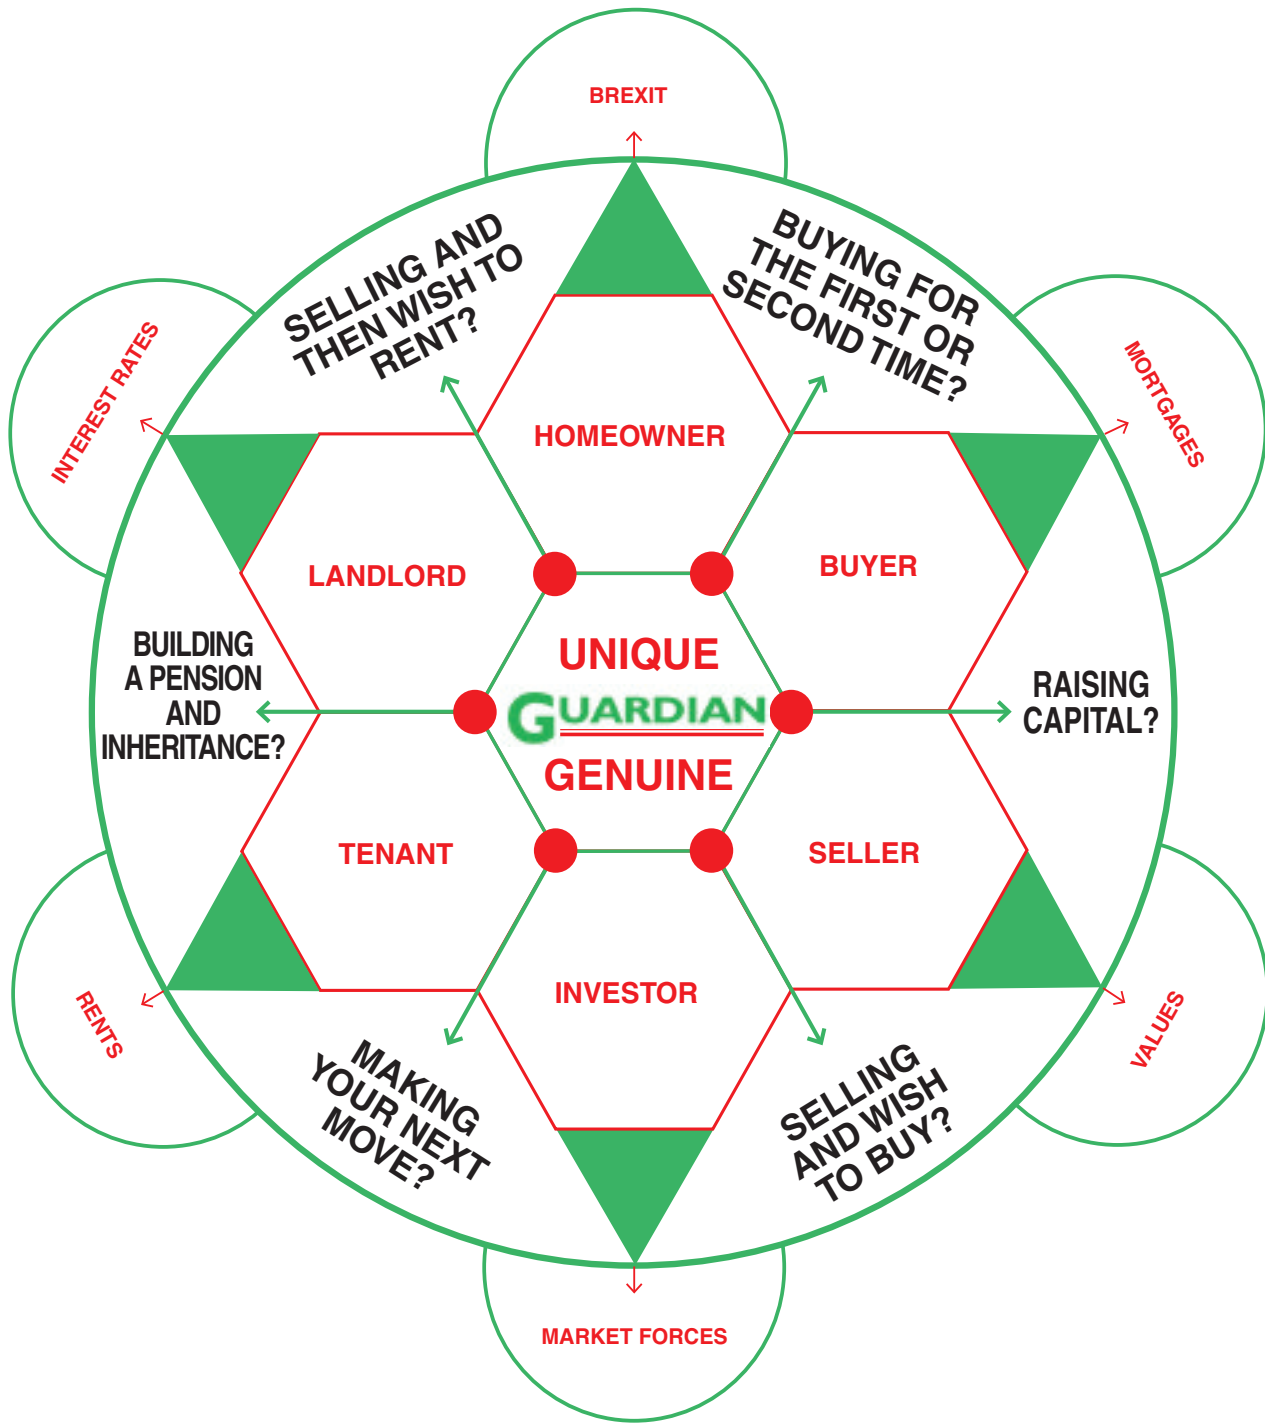 BREXIT
SELLING AND
THEN WISH TO
RENT?
BUYING FOR
THE FIRST OR
SECOND TIME?
INTEREST RATES
MORTGAGES
HOMEOWNER
LANDLORD
BUYER
BUILDING
A PENSION
AND
INHERITANCE?
UNIQUE
GUARDIAN
GENUINE
RAISING
CAPITAL?
TENANT
SELLER
INVESTOR
RENTS
VALUES
MAKING
YOUR NEXT
MOVE?
SELLING
AND WISH
TO BUY?
MARKET FORCES